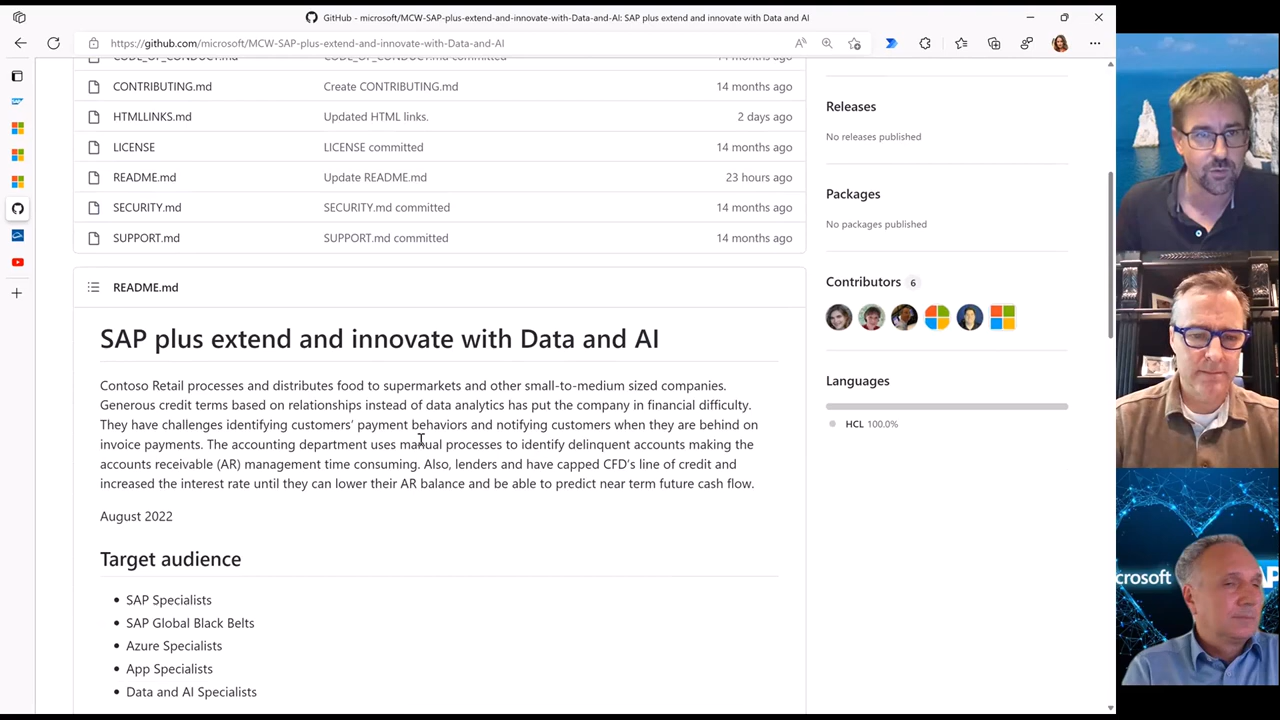 GitHub - microsoft/MCW-SAP-plus-extend-and-innovate-with-Data-and-AI: SAP plus extend and innovate with Data and AI
https://github.com/microsoft/MCW-SAP-plus-extend-and-innovate-with-Data-and-AI
CODE_OF_CONDUCT.md CODE_OF_CONDUCT.md committed 14 months ago
CONTRIBUTING.md Create CONTRIBUTING.md 14 months ago
HTMLLINKS.md Updated HTML links. 2 days ago
LICENSE LICENSE committed 14 months ago
README.md Update README.md 23 hours ago
SECURITY.md SECURITY.md committed 14 months ago
SUPPORT.md SUPPORT.md committed 14 months ago
README.md
SAP plus extend and innovate with Data and AI
Contoso Retail processes and distributes food to supermarkets and other small-to-medium sized companies.
Generous credit terms based on relationships instead of data analytics has put the company in financial difficulty.
They have challenges identifying customers' payment behaviors and notifying customers when they are behind on
invoice payments. The accounting department uses manual processes to identify delinquent accounts making the
accounts receivable (AR) management time consuming. Also, lenders and have capped CFD's line of credit and
increased the interest rate until they can lower their AR balance and be able to predict near term future cash flow.
August 2022
Target audience
SAP Specialists
SAP Global Black Belts
Azure Specialists
App Specialists
Data and AI Specialists
Releases
No releases published
Packages
No packages published
Contributors 6
Languages
HCL 100.0%
crosoft